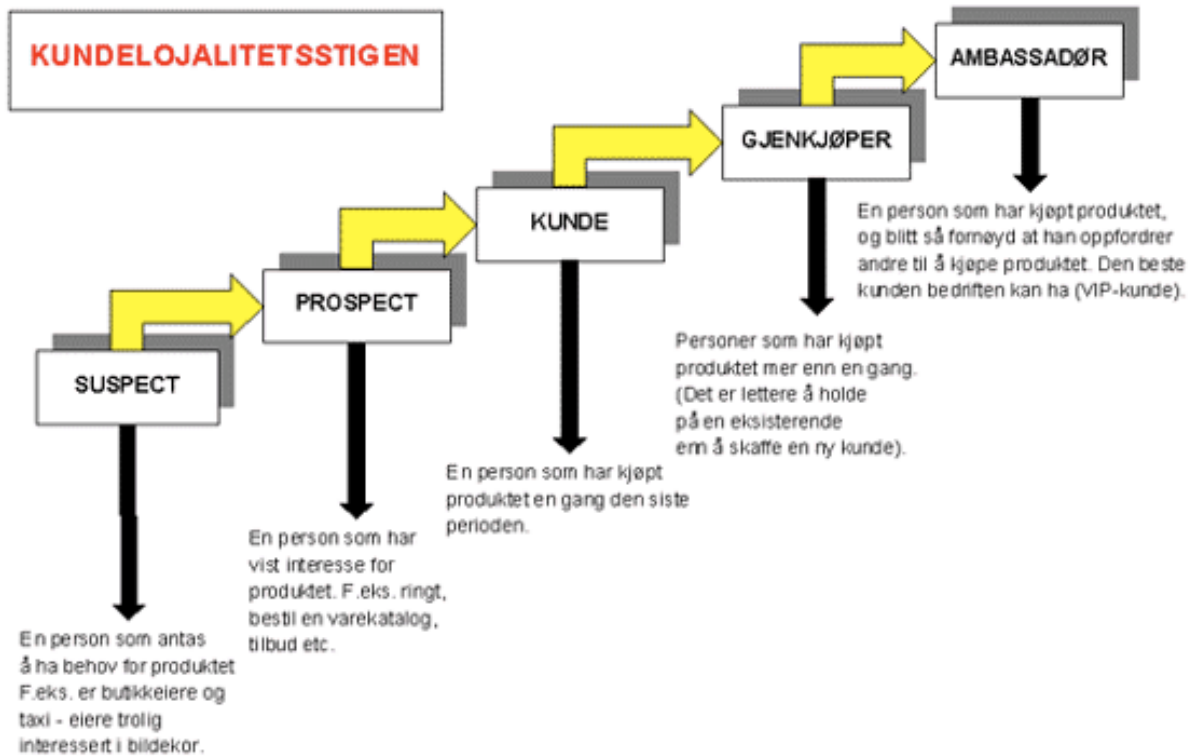 KUNDELOJALITETSSTIGEN
SUSPECT
En person som antas
å ha behov for produktet
F.eks. er butikkeiere og
taxi - eiere trolig
interessert i bildekor.
PROSPECT
En person som har
vist interesse for
produktet. F.eks. ringt,
bestil en varekatalog,
tilbud etc.
KUNDE
En person som har kjøpt
produktet en gang den siste
perioden.
GJENKJØPER
Personer som har kjøpt
produktet mer enn en gang.
(Det er lettere å holde
på en eksisterende
enn å skaffe en ny kunde).
AMBASSADØR
En person som har kjøpt produktet,
og blitt så fornøyd at han oppfordrer
andre til å kjøpe produktet. Den beste
kunden bedriften kan ha (VIP-kunde).